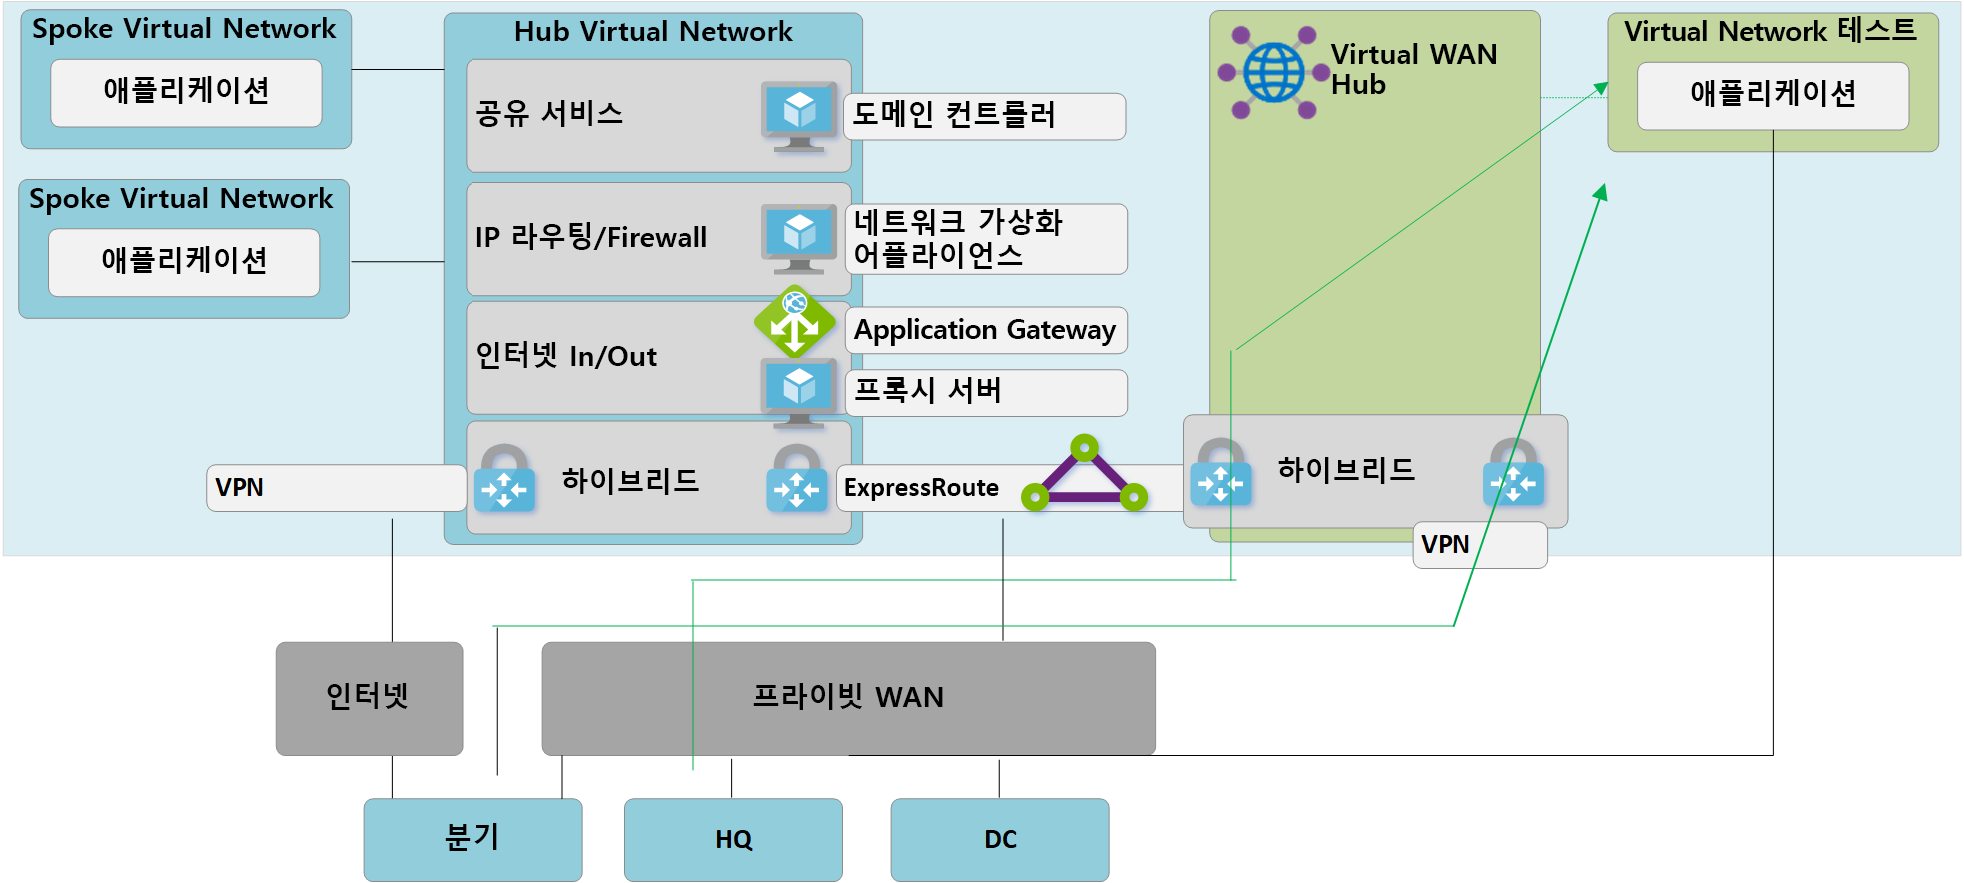 Spoke Virtual Network
애플리케이션
Spoke Virtual Network
애플리케이션
Hub Virtual Network
공유 서비스
도메인 컨트롤러
IP 라우팅/Firewall
네트워크 가상화
어플라이언스
인터넷 In/Out
Application Gateway
프록시 서버
VPN
하이브리드
ExpressRoute
Virtual WAN
Hub
하이브리드
VPN
Virtual Network 테스트
애플리케이션
인터넷
프라이빗 WAN
분기
HQ
DC